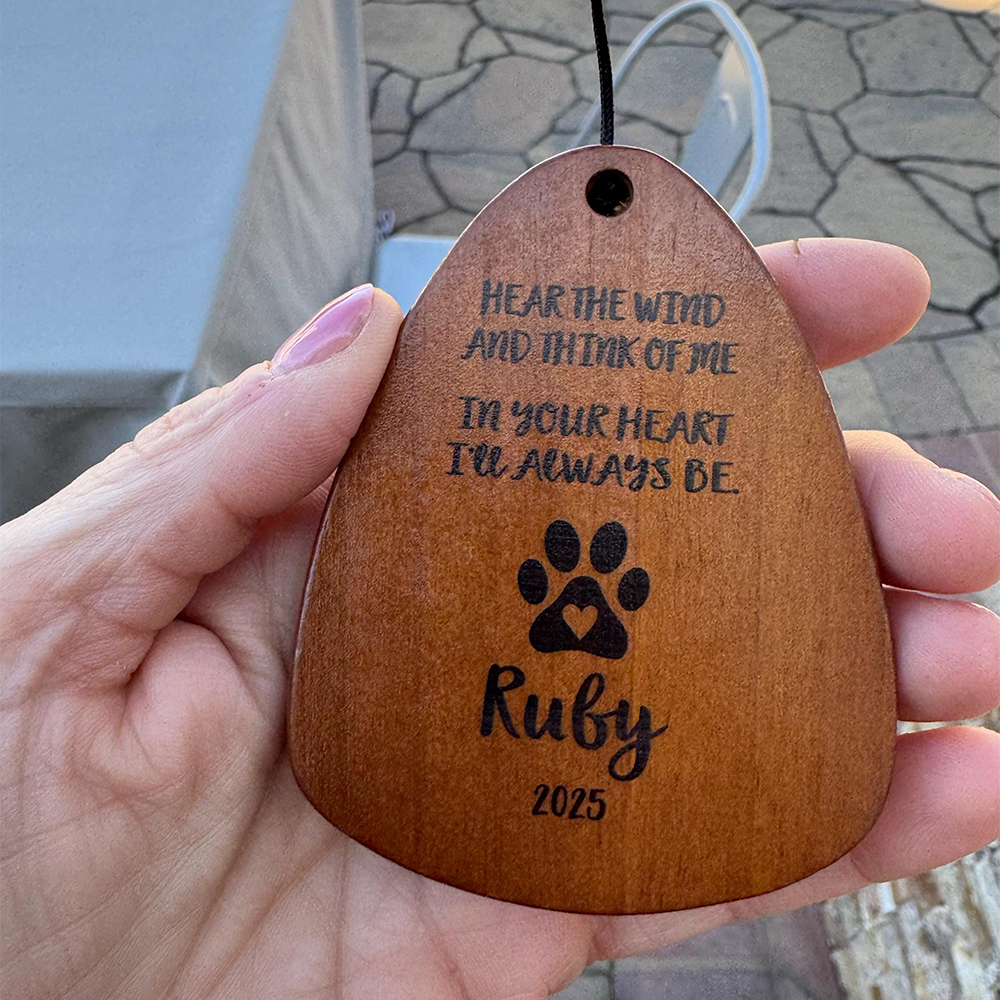 HEAR THE WIND
AND THINK OF ME
IN YOUR HEART
I'll ALWAYS BE.
Ruby
2025